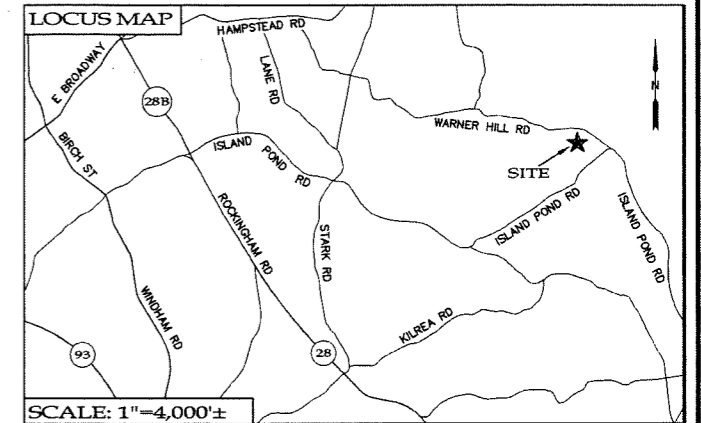 LOCUS MAP
HAMPSTEAD RD
E BROADWAY
LANE RD
28B
N
WARNER HILL RD
BIRCH ST
ISLAND POND RD
SITE
ISLAND POND RD
ISLAND POND RD
ROCKINGHAM RD
STARK RD
WINDHAM RD
KILREA RD
93
28
SCALE: 1"=4,000'±